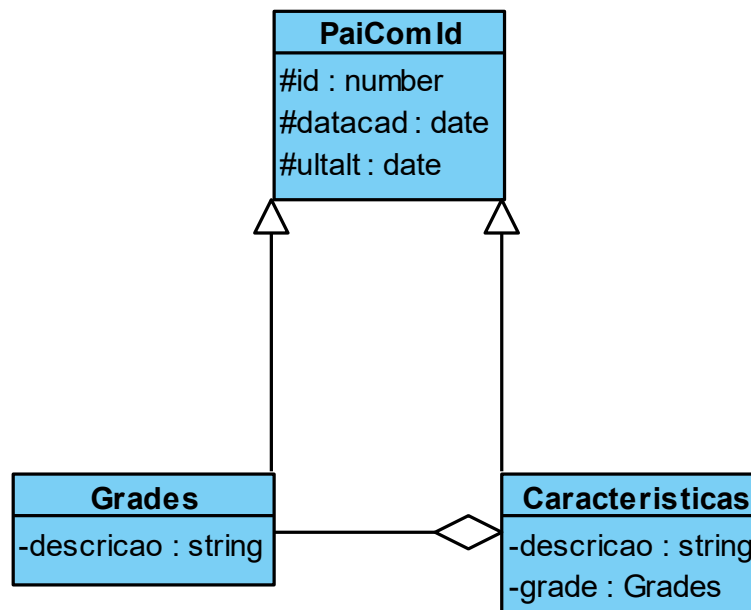 PaiComId
#id : number
#datacad : date
#ultalt : date
Grades
-descricao : string
Caracteristicas
-descricao : string
-grade : Grades